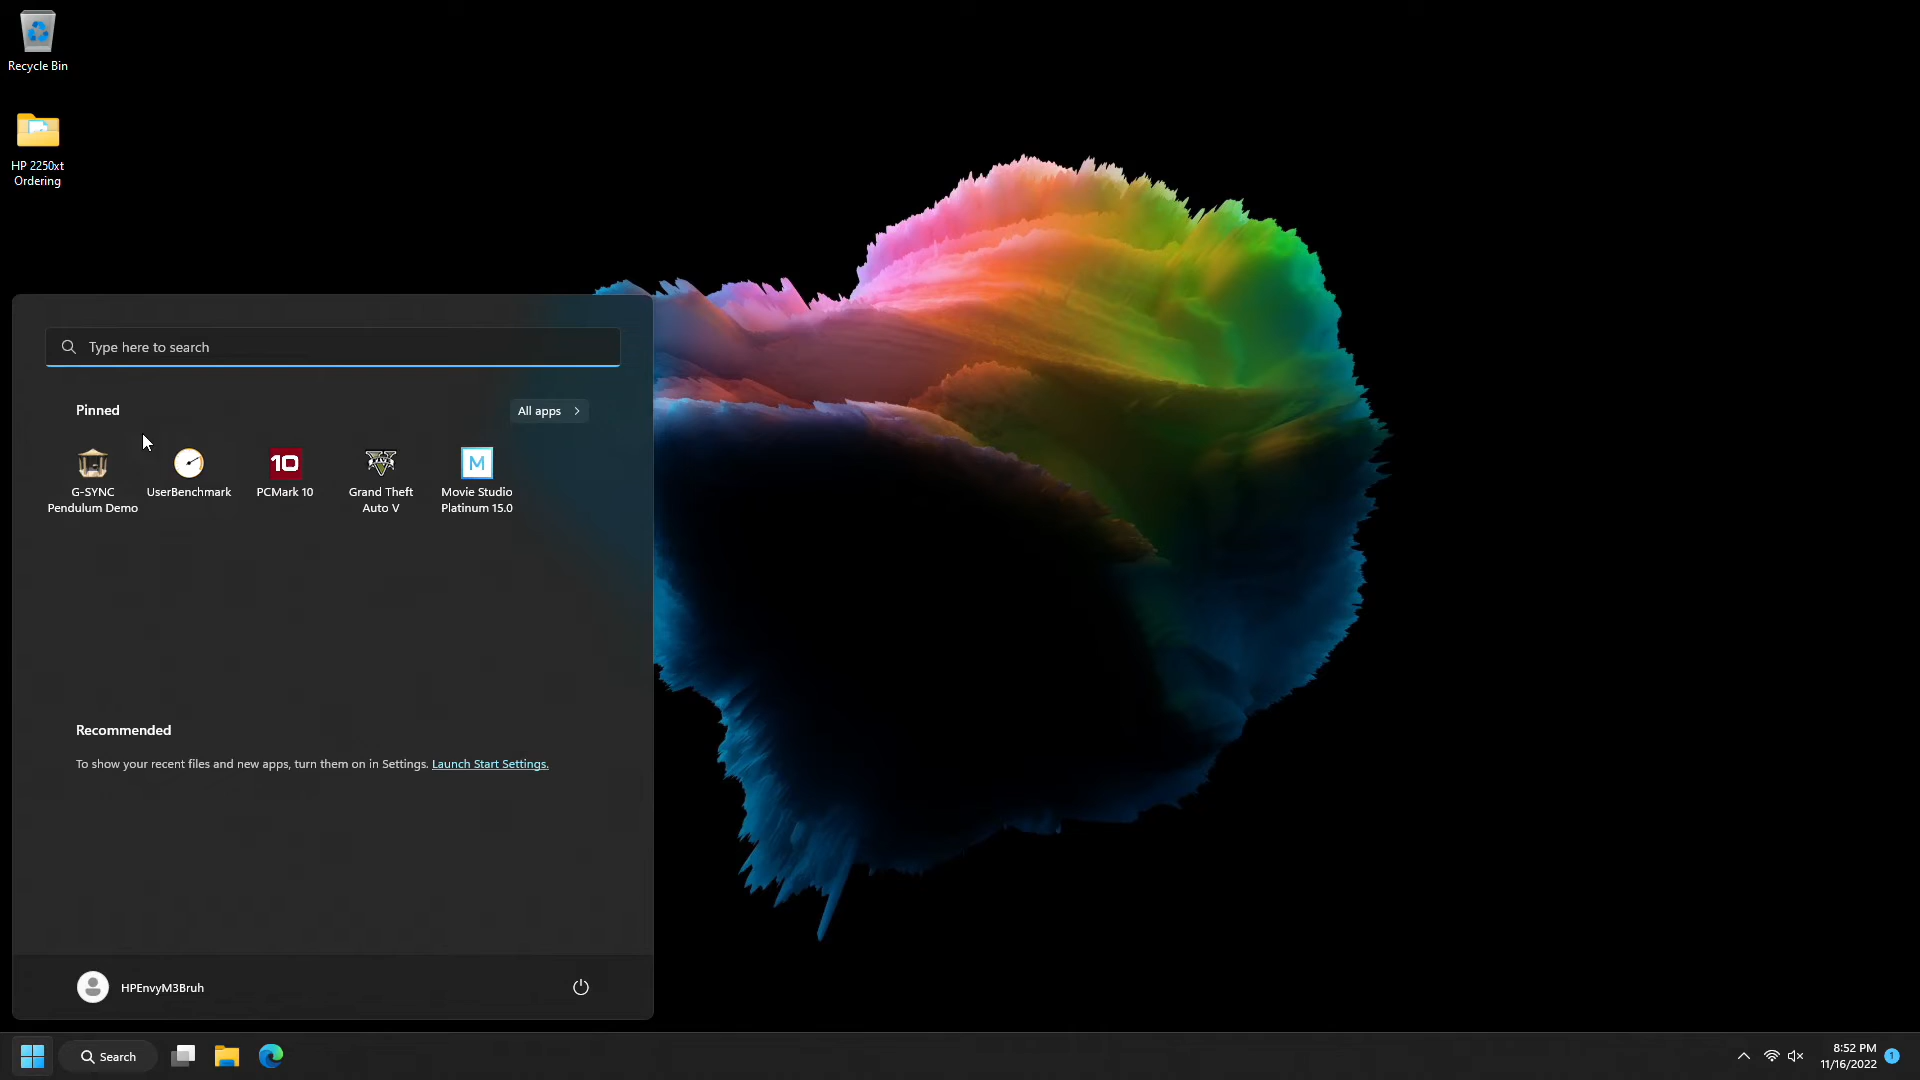 Recycle Bin
HP 2250xt
Ordering
Type here to search
Pinned
All apps
G-SYNC
Pendulum Demo
UserBenchmark
10
PCMark 10
Grand Theft
Auto V
M
Movie Studio
Platinum 15.0
Recommended
To show your recent files and new apps, turn them on in Settings. Launch Start Settings.
HPEnvyM3Bruh
Search
8:52 PM
11/16/2022
1